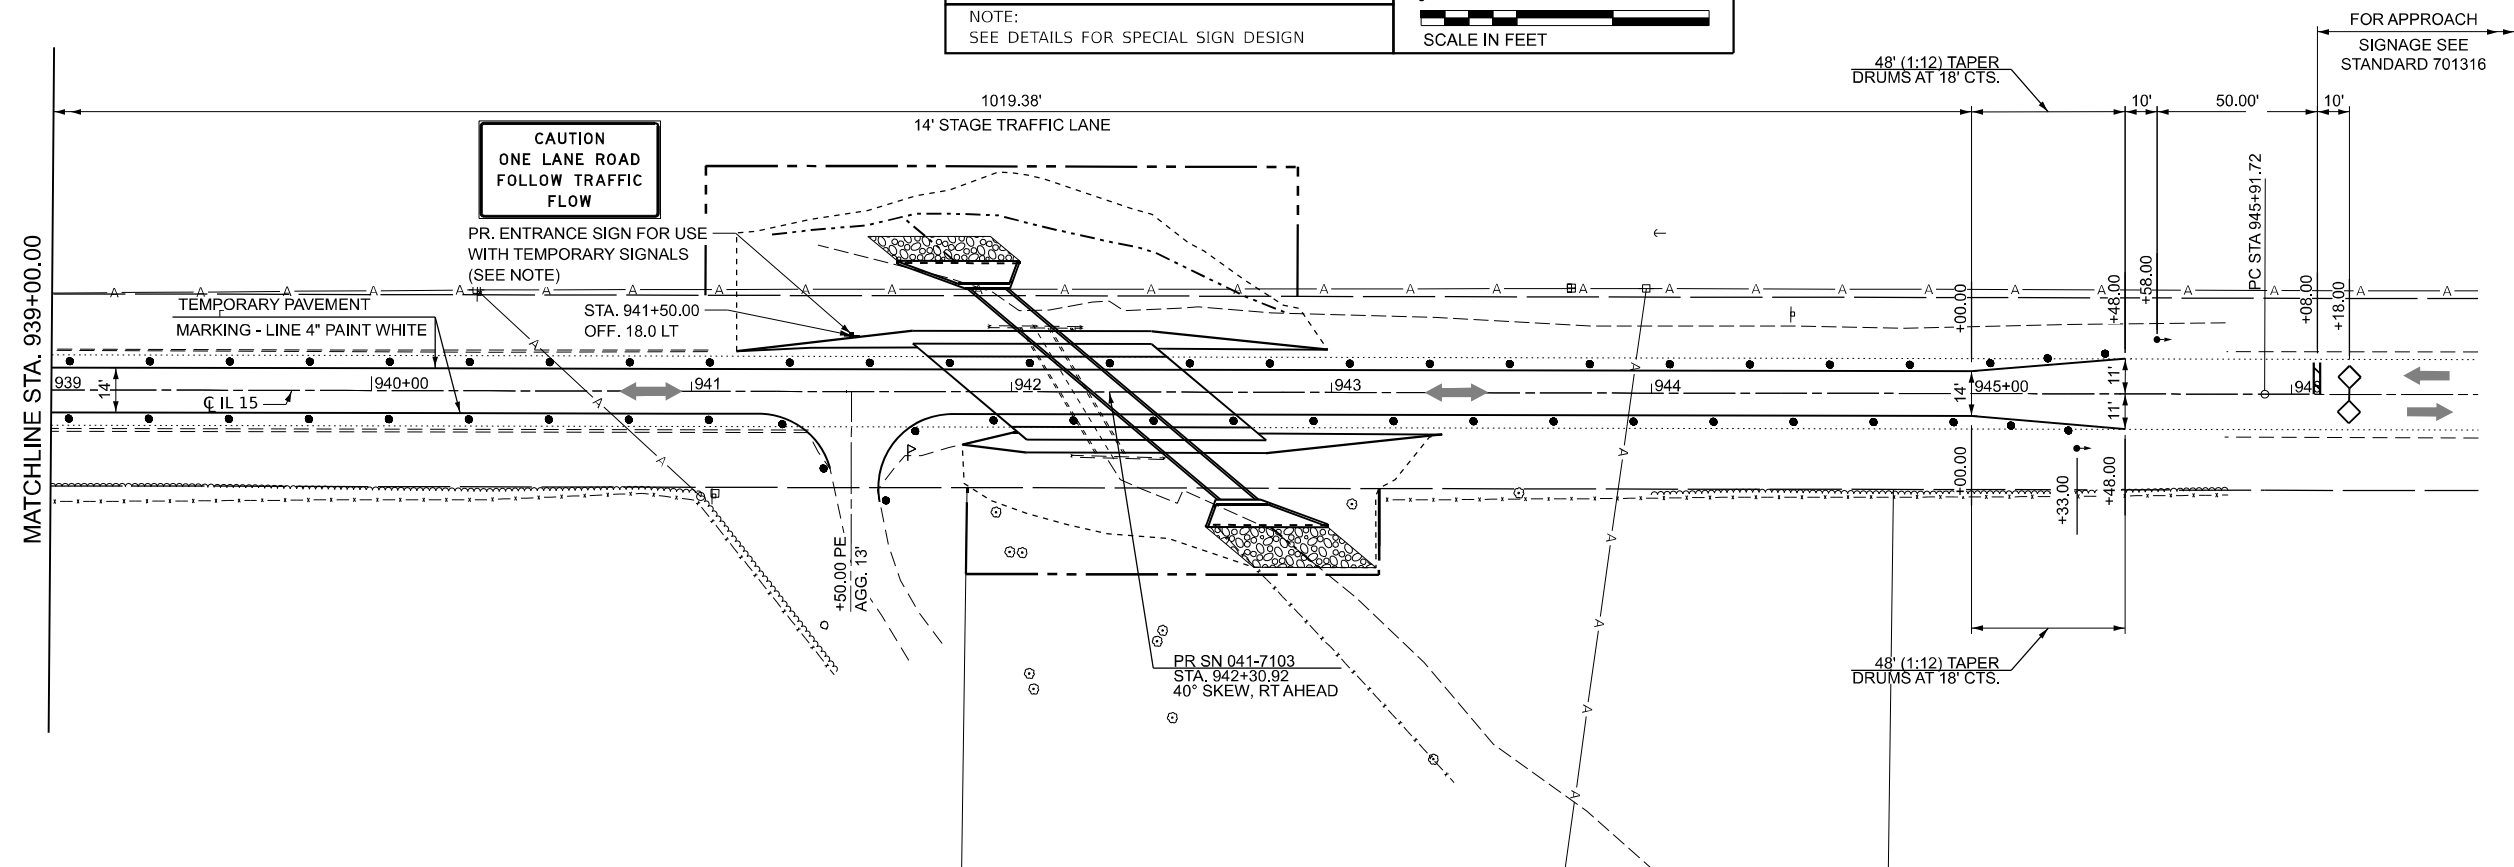 NOTE:
SEE DETAILS FOR SPECIAL SIGN DESIGN
SCALE IN FEET
FOR APPROACH
SIGNAGE SEE
STANDARD 701316
48' (1:12) TAPER
DRUMS AT 18' CTS.
1019.38'
14' STAGE TRAFFIC LANE
10'
50.00'
10'
CAUTION
ONE LANE ROAD
FOLLOW TRAFFIC
FLOW
PR. ENTRANCE SIGN FOR USE
WITH TEMPORARY SIGNALS
(SEE NOTE)
STA. 941+50.00
OFF. 18.0 LT
TEMPORARY PAVEMENT
MARKING - LINE 4" PAINT WHITE
MATCHLINE STA. 939+00.00
PC STA 945+91.72
+00.00
+48.00
+58.00
+08.00
+18.00
A A A A A A A A A A A A A A A A A A A A A A A A A A A A
939
940+00
941
942
943
944
945+00
946
14'
℄ IL 15
14'
11'
11'
A
A
A
A
A
A
A
A
A
A
+50.00 PE
AGG. 13'
+00.00
+33.00
+48.00
PR SN 041-7103
STA. 942+30.92
40° SKEW, RT AHEAD
48' (1:12) TAPER
DRUMS AT 18' CTS.